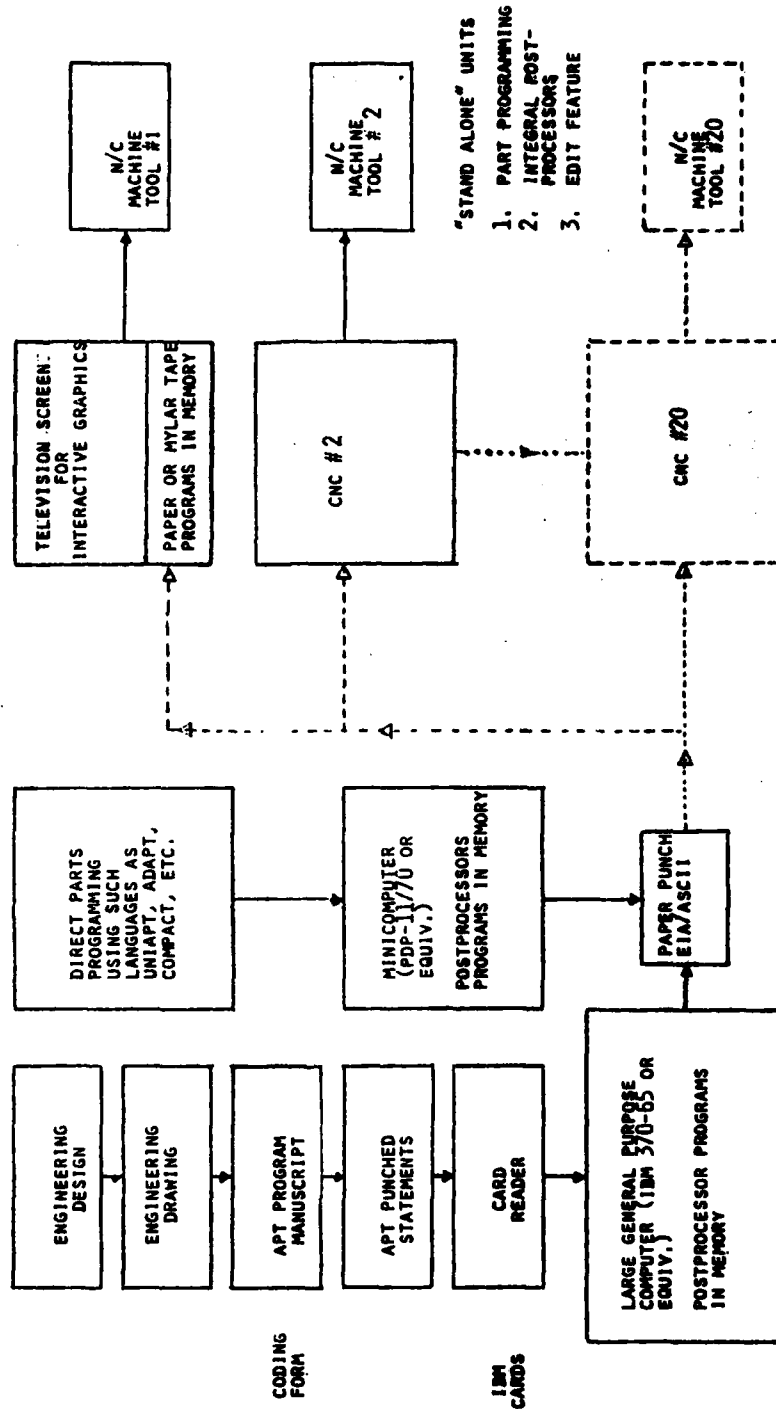 ENGINEERING
DESIGN
ENGINEERING
DRAWING
CODING
FORM
APT PROGRAM
MANUSCRIPT
APT PUNCHED
STATEMENTS
IBM
CARDS
CARD
READER
LARGE GENERAL PURPOSE
COMPUTER (IBM 370-65 OR
EQUIV.)
POSTPROCESSOR PROGRAMS
IN MEMORY
DIRECT PARTS
PROGRAMMING
USING SUCH
LANGUAGES AS
UNIAPT, ADAPT,
COMPACT, ETC.
MINICOMPUTER
(PDP-11/70 OR
EQUIV.)
POSTPROCESSORS
PROGRAMS IN MEMORY
PAPER PUNCH
EIA/ASCII
TELEVISION SCREEN
FOR
INTERACTIVE GRAPHICS
PAPER OR MYLAR TAPE
PROGRAMS IN MEMORY
CNC #2
CNC #20
N/C
MACHINE
TOOL #1
N/C
MACHINE
TOOL # 2
"STAND ALONE" UNITS
1. PART PROGRAMMING
2. INTEGRAL POST-
PROCESSORS
3. EDIT FEATURE
N/C
MACHINE
TOOL #20